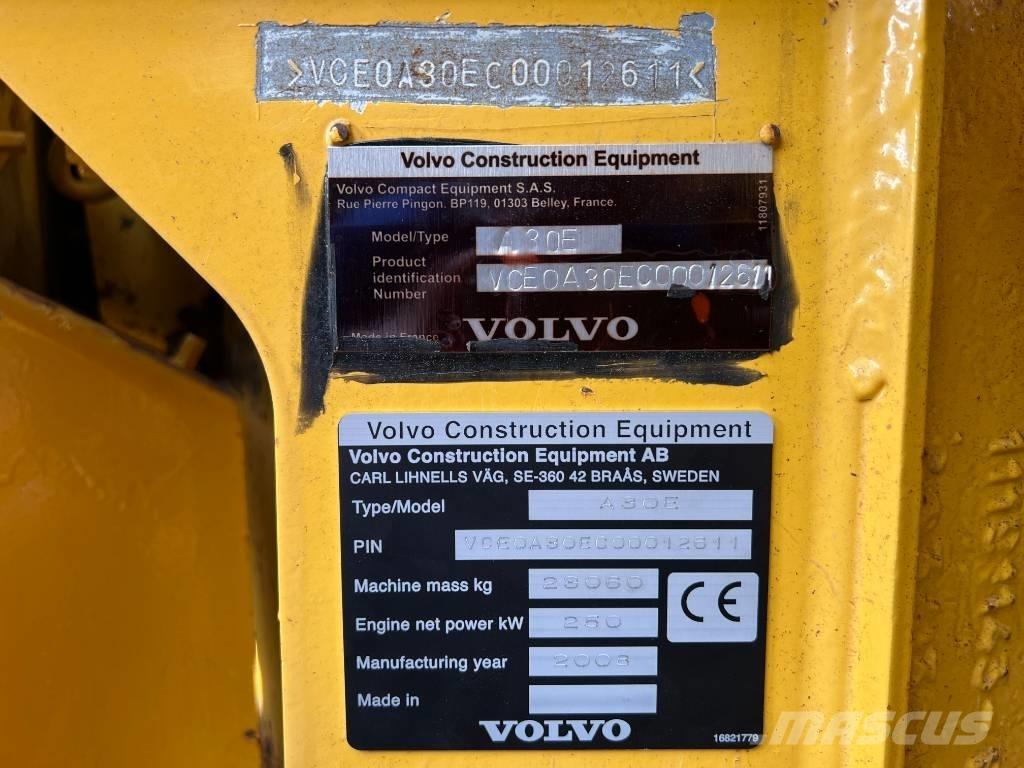 >VCE0A30EC00012611<
Volvo Construction Equipment
Volvo Compact Equipment S.A.S.
Rue Pierre Pingon. BP119, 01303 Belley, France.
11807931
Model/Type A30E
Product
identification
Number
VCE0A30EC00012611
Made in France
VOLVO
Volvo Construction Equipment
Volvo Construction Equipment AB
CARL LIHNELLS VÄG, SE-360 42 BRAÅS, SWEDEN
Type/Model A30E
PIN VCE0A30EC00012611
Machine mass kg 23060
CE
Engine net power kW 250
Manufacturing year 2008
Made in
VOLVO
16821779
MASCUS